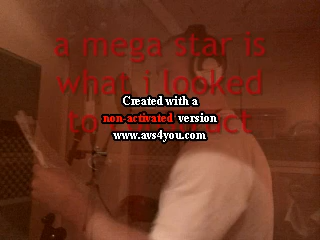 a mega star is
what i looked
to
Created with a
non-activated version
www.avs4you.com